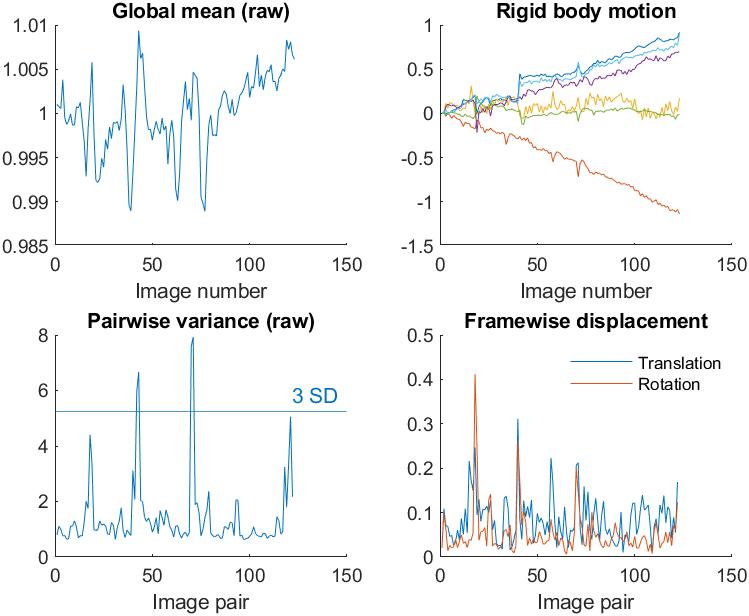 Global mean (raw)
1.01
1.005
1
0.995
0.99
0.985
0 50 100 150
Image number
Rigid body motion
1
0.5
0
-0.5
-1
-1.5
0 50 100 150
Image number
Pairwise variance (raw)
8
6
4
2
0
3 SD
0 50 100 150
Image pair
Framewise displacement
0.5
0.4
0.3
0.2
0.1
0
Translation
Rotation
0 50 100 150
Image pair